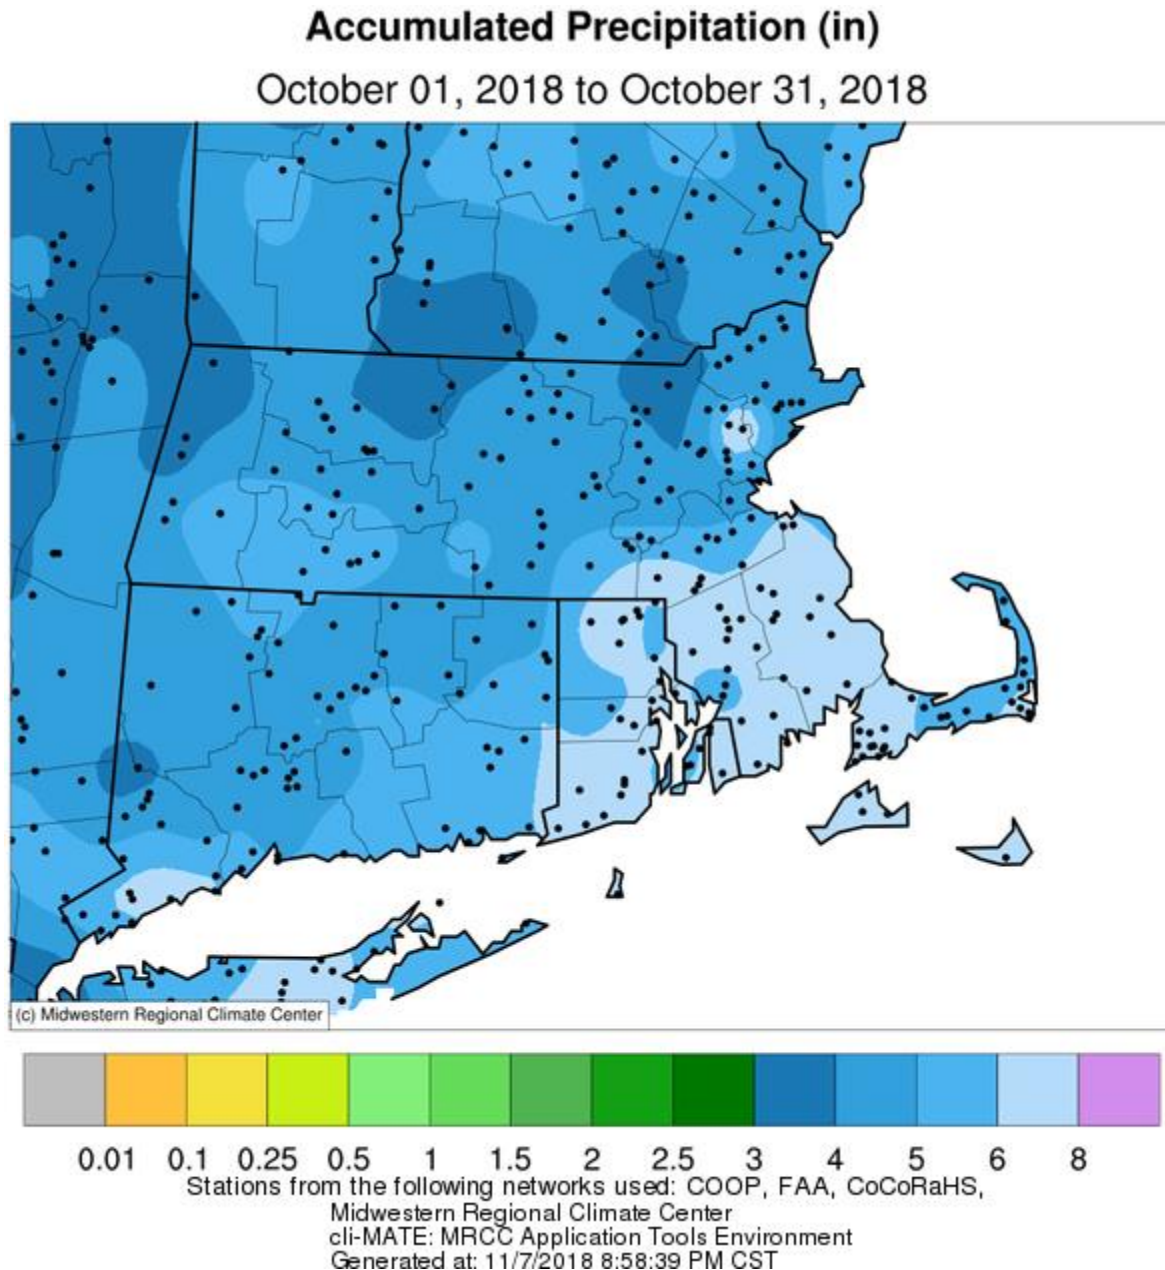 Accumulated Precipitation (in)
October 01, 2018 to October 31, 2018
(c) Midwestern Regional Climate Center
0.01 0.1 0.25 0.5 1 1.5 2 2.5 3 4 5 6 8
Stations from the following networks used: COOP, FAA, CoCoRaHS,
Midwestern Regional Climate Center
cli-MATE: MRCC Application Tools Environment
Generated at: 11/7/2018 8:58:39 PM CST